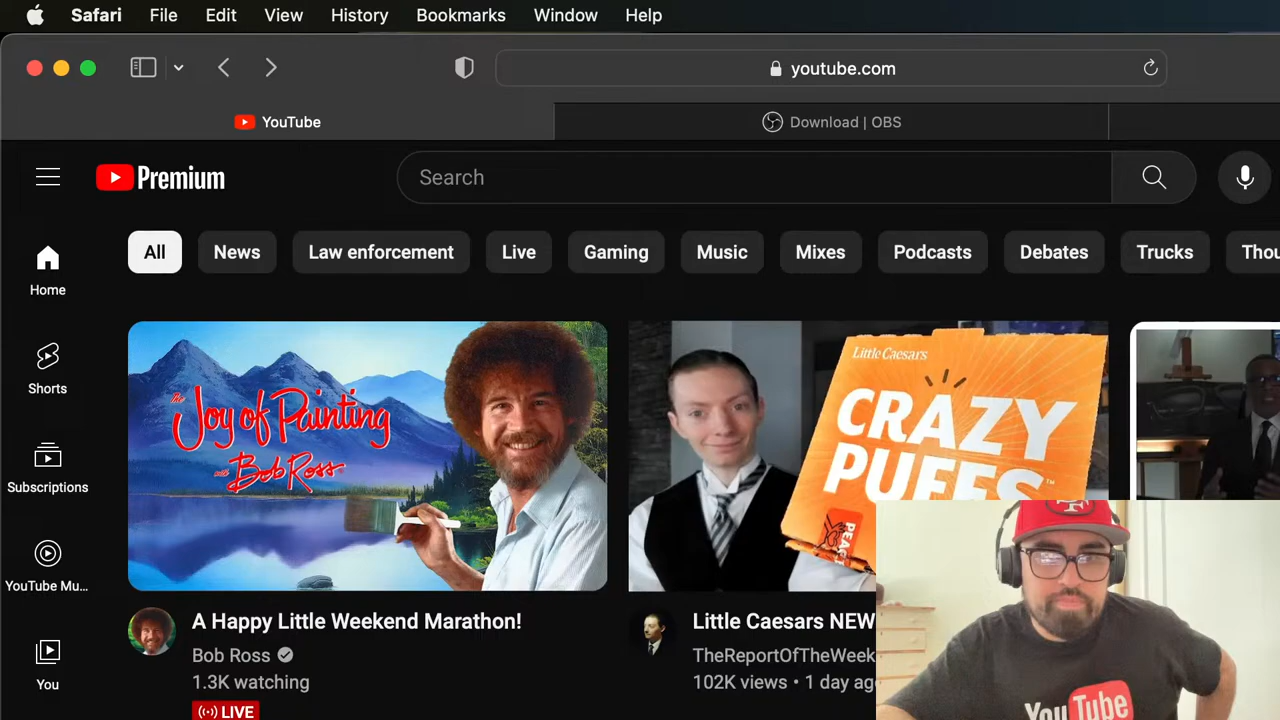 Safari File Edit View History Bookmarks Window Help
youtube.com
YouTube
Download | OBS
Premium
Search
All News Law enforcement Live Gaming Music Mixes Podcasts Debates Trucks Thou
Home
Shorts
Subscriptions
YouTube Mu...
You
the Joy of Painting
with Bob Ross
Little Caesars
CRAZY
PUFFS™
A Happy Little Weekend Marathon!
Bob Ross
1.3K watching
LIVE
Little Caesars NEW
TheReportOfTheWeek
102K views • 1 day ago
YouTube